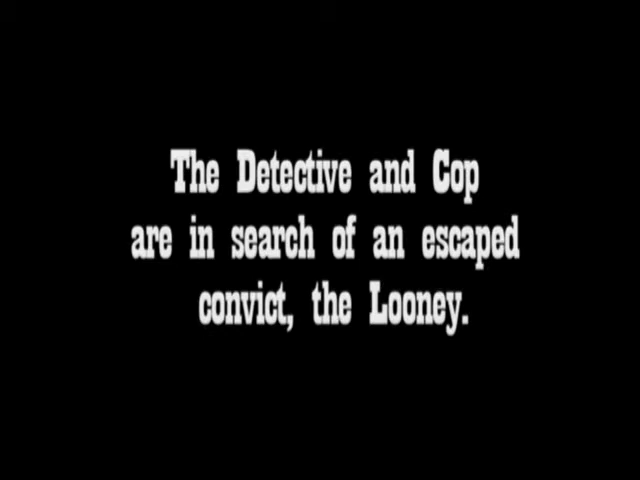 The Detective and Cop
are in search of an escaped
convict, the Looney.